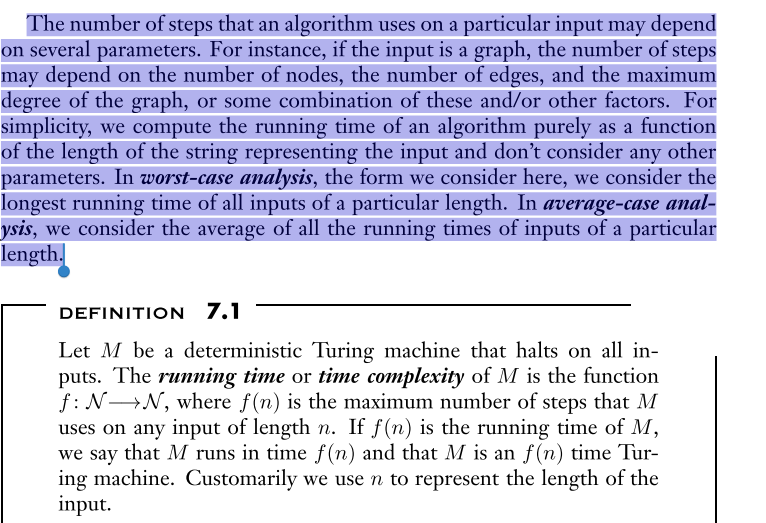 The number of steps that an algorithm uses on a particular input may depend
on several parameters. For instance, if the input is a graph, the number of steps
may depend on the number of nodes, the number of edges, and the maximum
degree of the graph, or some combination of these and/or other factors. For
simplicity, we compute the running time of an algorithm purely as a function
of the length of the string representing the input and don't consider any other
parameters. In worst-case analysis, the form we consider here, we consider the
longest running time of all inputs of a particular length. In average-case anal-
ysis, we consider the average of all the running times of inputs of a particular
length.
DEFINITION 7.1
Let M be a deterministic Turing machine that halts on all in-
puts. The running time or time complexity of M is the function
f: N⟶N, where f(n) is the maximum number of steps that M
uses on any input of length n. If f(n) is the running time of M,
we say that M runs in time f(n) and that M is an f(n) time Tur-
ing machine. Customarily we use n to represent the length of the
input.